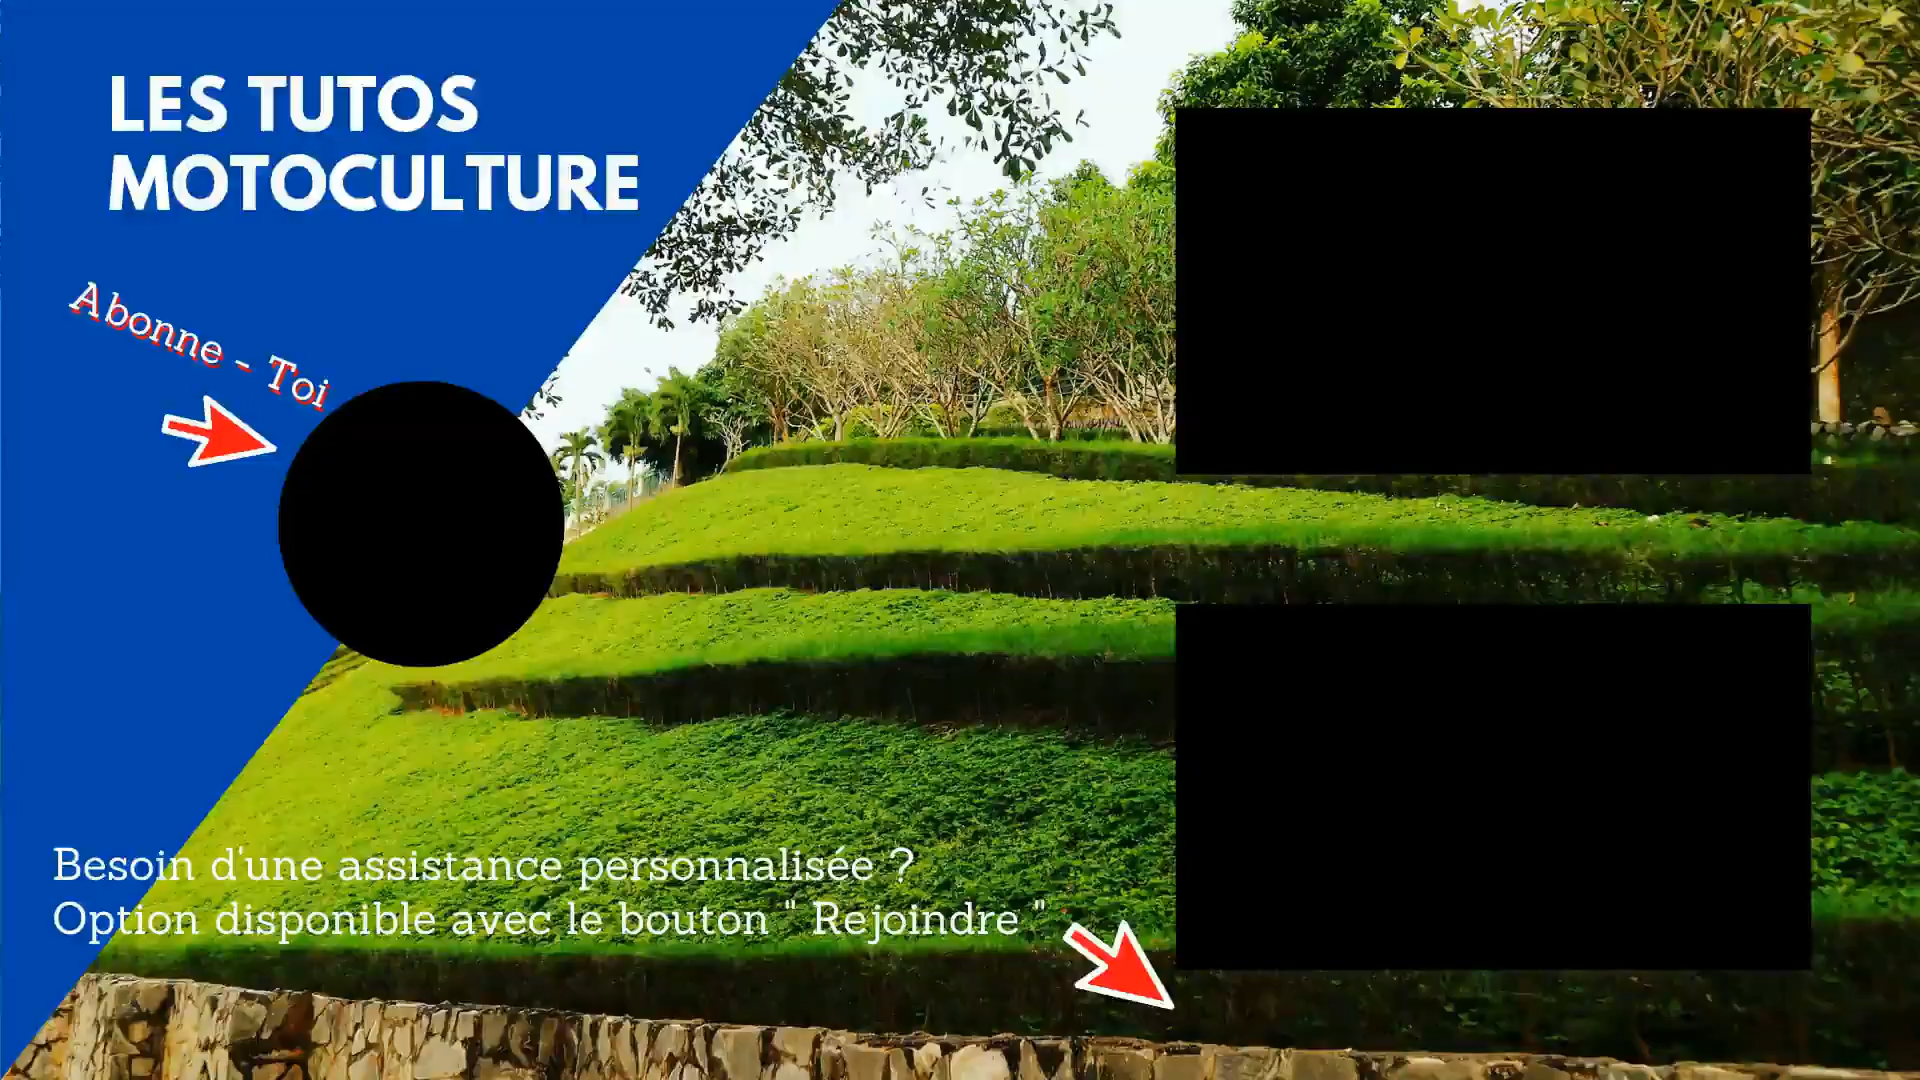 LES TUTOS
MOTOCULTURE
Abonne - Toi
Besoin d'une assistance personnalisée ?
Option disponible avec le bouton " Rejoindre "